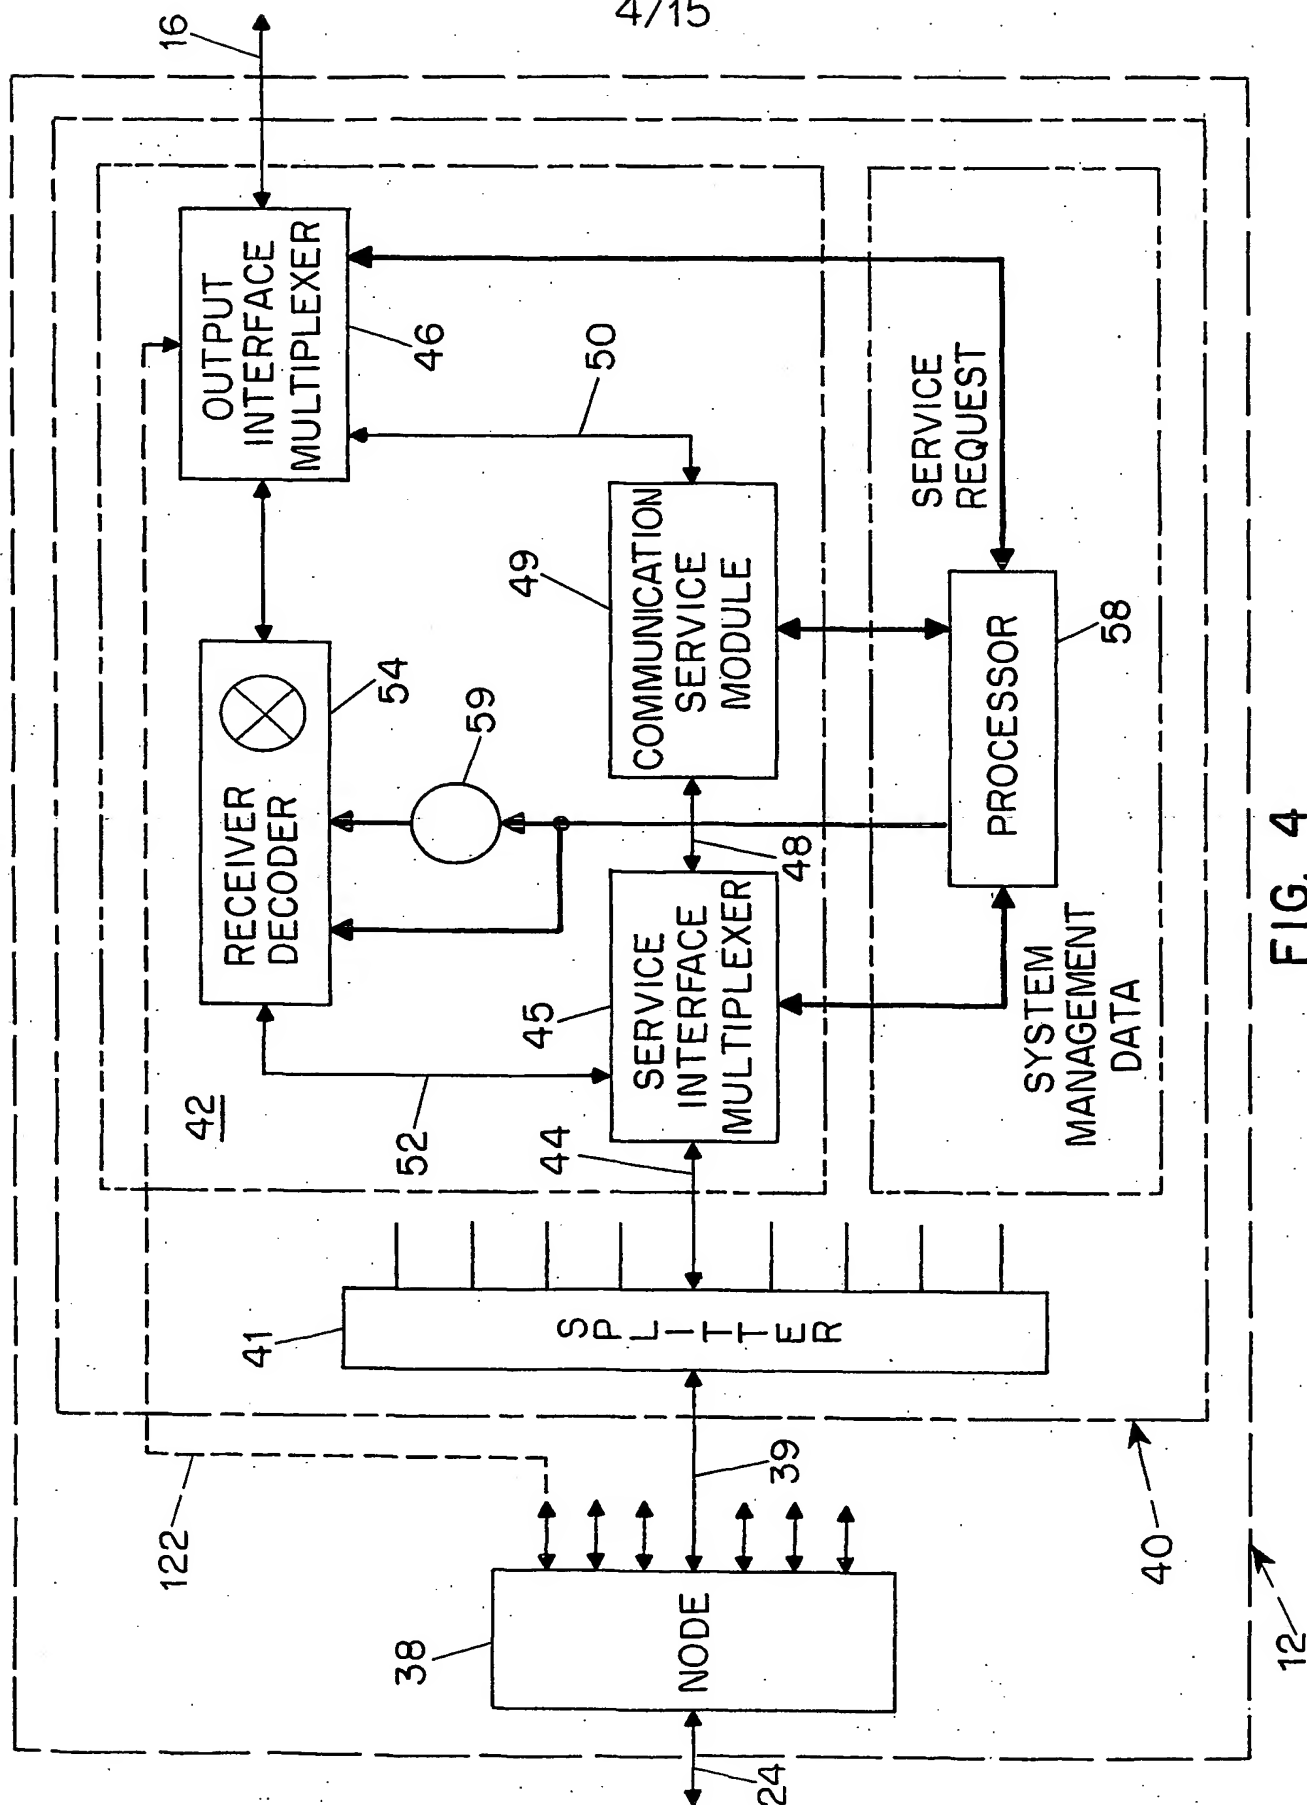 4/15
16
OUTPUT
INTERFACE
MULTIPLEXER
46
50
SERVICE
REQUEST
49
COMMUNICATION
SERVICE
MODULE
54
RECEIVER
DECODER
59
58
PROCESSOR
48
45
SERVICE
INTERFACE
MULTIPLEXER
SYSTEM
MANAGEMENT
DATA
42
52
44
41
SPLITTER
39
122
40
38
NODE
12
24
FIG. 4